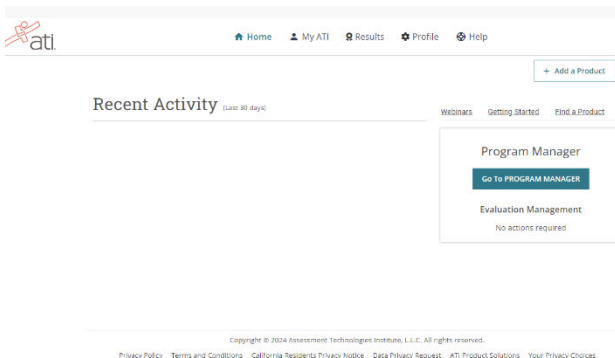 ati.
Home My ATI Results Profile Help
+ Add a Product
Recent Activity (Last 30 days)
Webinars Getting Started Find a Product
Program Manager
Go To PROGRAM MANAGER
Evaluation Management
No actions required
Copyright © 2024 Assessment Technologies Institute, L.L.C. All rights reserved.
Privacy Policy Terms and Conditions California Residents Privacy Notice Data Privacy Request ATI Product Solutions Your Privacy Choices